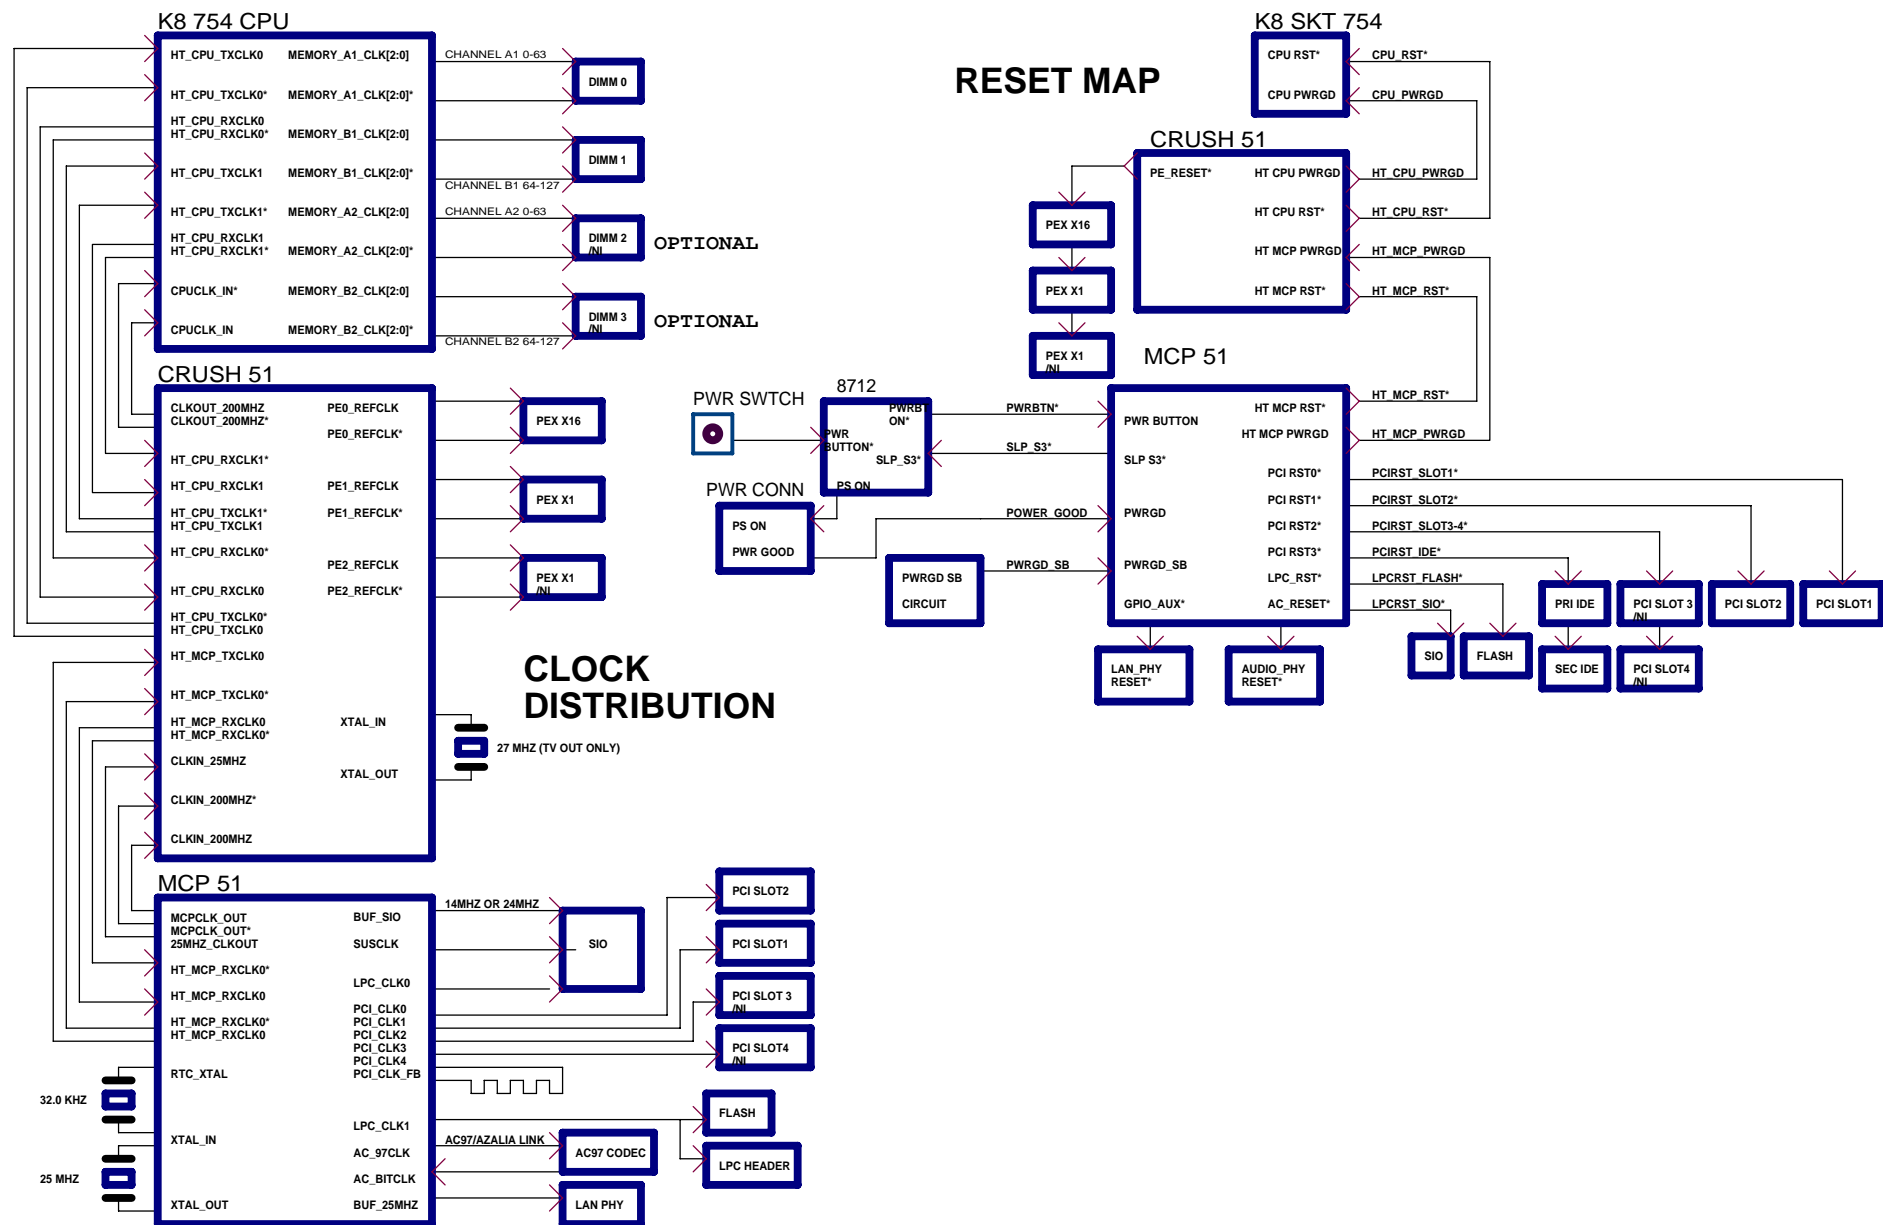 K8 754 CPU
HT_CPU_TXCLK0
HT_CPU_TXCLK0*
HT_CPU_RXCLK0
HT_CPU_RXCLK0*
HT_CPU_TXCLK1
HT_CPU_TXCLK1*
HT_CPU_RXCLK1
HT_CPU_RXCLK1*
CPUCLK_IN*
CPUCLK_IN
MEMORY_A1_CLK[2:0]
MEMORY_A1_CLK[2:0]*
MEMORY_B1_CLK[2:0]
MEMORY_B1_CLK[2:0]*
MEMORY_A2_CLK[2:0]
MEMORY_A2_CLK[2:0]*
MEMORY_B2_CLK[2:0]
MEMORY_B2_CLK[2:0]*
CHANNEL A1 0-63
CHANNEL B1 64-127
CHANNEL A2 0-63
CHANNEL B2 64-127
DIMM 0
DIMM 1
DIMM 2
/NI
OPTIONAL
DIMM 3
/NI
OPTIONAL
CRUSH 51
CLKOUT_200MHZ
CLKOUT_200MHZ*
HT_CPU_RXCLK1*
HT_CPU_RXCLK1
HT_CPU_TXCLK1*
HT_CPU_TXCLK1
HT_CPU_RXCLK0*
HT_CPU_RXCLK0
HT_CPU_TXCLK0*
HT_CPU_TXCLK0
HT_MCP_TXCLK0
HT_MCP_TXCLK0*
HT_MCP_RXCLK0
HT_MCP_RXCLK0*
CLKIN_25MHZ
CLKIN_200MHZ*
CLKIN_200MHZ
PE0_REFCLK
PE0_REFCLK*
PE1_REFCLK
PE1_REFCLK*
PE2_REFCLK
PE2_REFCLK*
XTAL_IN
XTAL_OUT
PEX X16
PEX X1
PEX X1
/NI
27 MHZ (TV OUT ONLY)
CLOCK
DISTRIBUTION
MCP 51
MCPCLK_OUT
MCPCLK_OUT*
25MHZ_CLKOUT
HT_MCP_RXCLK0*
HT_MCP_RXCLK0
HT_MCP_RXCLK0*
HT_MCP_RXCLK0
RTC_XTAL
XTAL_IN
XTAL_OUT
32.0 KHZ
25 MHZ
BUF_SIO
SUSCLK
LPC_CLK0
PCI_CLK0
PCI_CLK1
PCI_CLK2
PCI_CLK3
PCI_CLK4
PCI_CLK_FB
LPC_CLK1
AC_97CLK
AC_BITCLK
BUF_25MHZ
14MHZ OR 24MHZ
AC97/AZALIA LINK
SIO
PCI SLOT2
PCI SLOT1
PCI SLOT 3
/NI
PCI SLOT4
/NI
FLASH
LPC HEADER
AC97 CODEC
LAN PHY
RESET MAP
K8 SKT 754
CPU RST*
CPU PWRGD
CPU_RST*
CPU_PWRGD
CRUSH 51
PE_RESET*
HT CPU PWRGD
HT CPU RST*
HT MCP PWRGD
HT MCP RST*
HT_CPU_PWRGD
HT_CPU_RST*
HT_MCP_PWRGD
HT_MCP_RST*
PEX X16
PEX X1
PEX X1
/NI
MCP 51
PWR BUTTON
SLP S3*
PWRGD
PWRGD_SB
GPIO_AUX*
HT MCP RST*
HT MCP PWRGD
PCI RST0*
PCI RST1*
PCI RST2*
PCI RST3*
LPC_RST*
AC_RESET*
HT_MCP_RST*
HT_MCP_PWRGD
PCIRST_SLOT1*
PCIRST_SLOT2*
PCIRST_SLOT3-4*
PCIRST_IDE*
LPCRST_FLASH*
LPCRST_SIO*
PWR SWTCH
8712
PWRBT
ON*
PWR
BUTTON*
SLP_S3*
PS ON
PWRBTN*
SLP_S3*
POWER_GOOD
PWRGD_SB
PWR CONN
PS ON
PWR GOOD
PWRGD SB
CIRCUIT
LAN_PHY
RESET*
AUDIO_PHY
RESET*
SIO
FLASH
PRI IDE
SEC IDE
PCI SLOT 3
/NI
PCI SLOT4
/NI
PCI SLOT2
PCI SLOT1